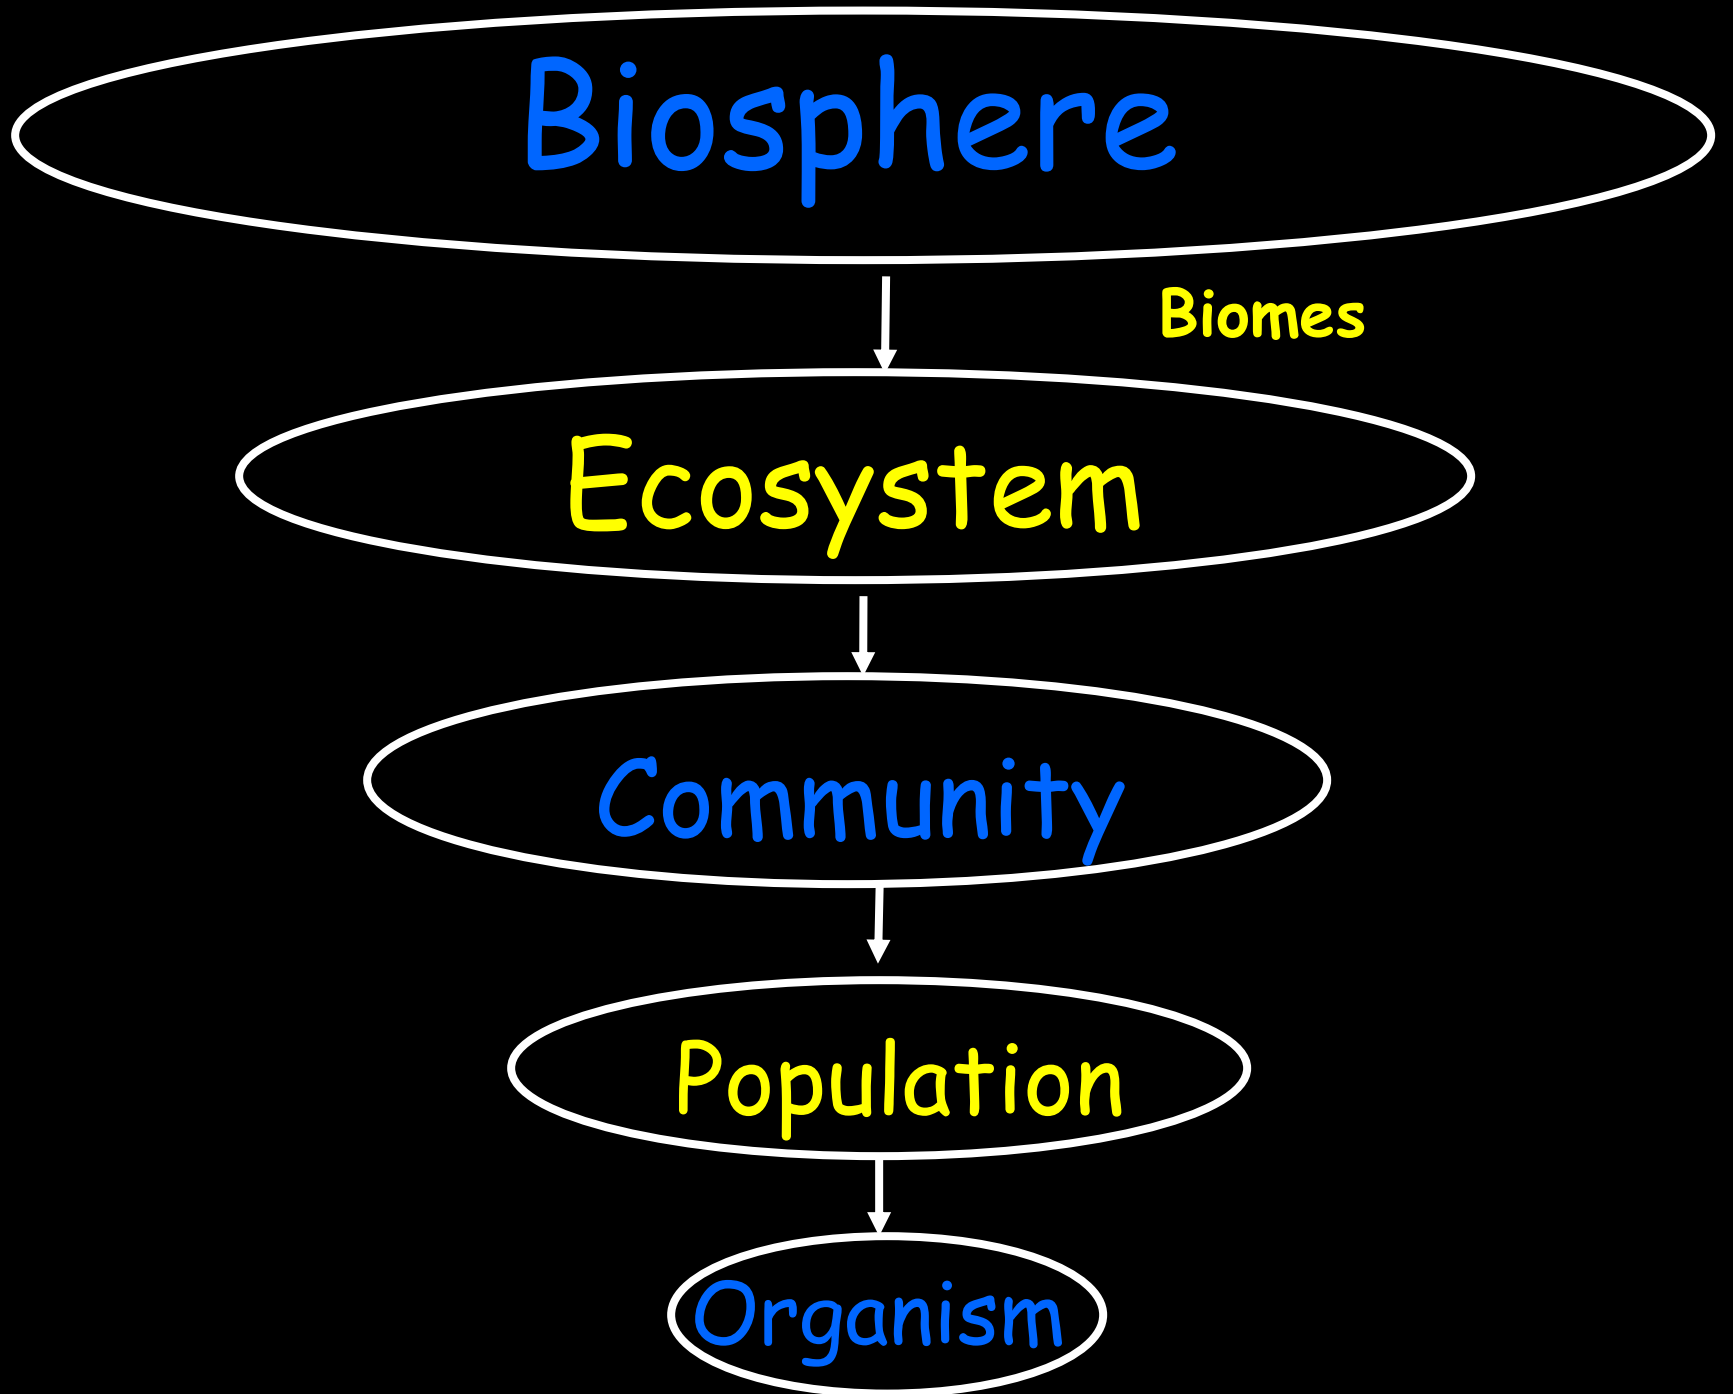 Biosphere
Biomes
Ecosystem
Community
Population
Organism